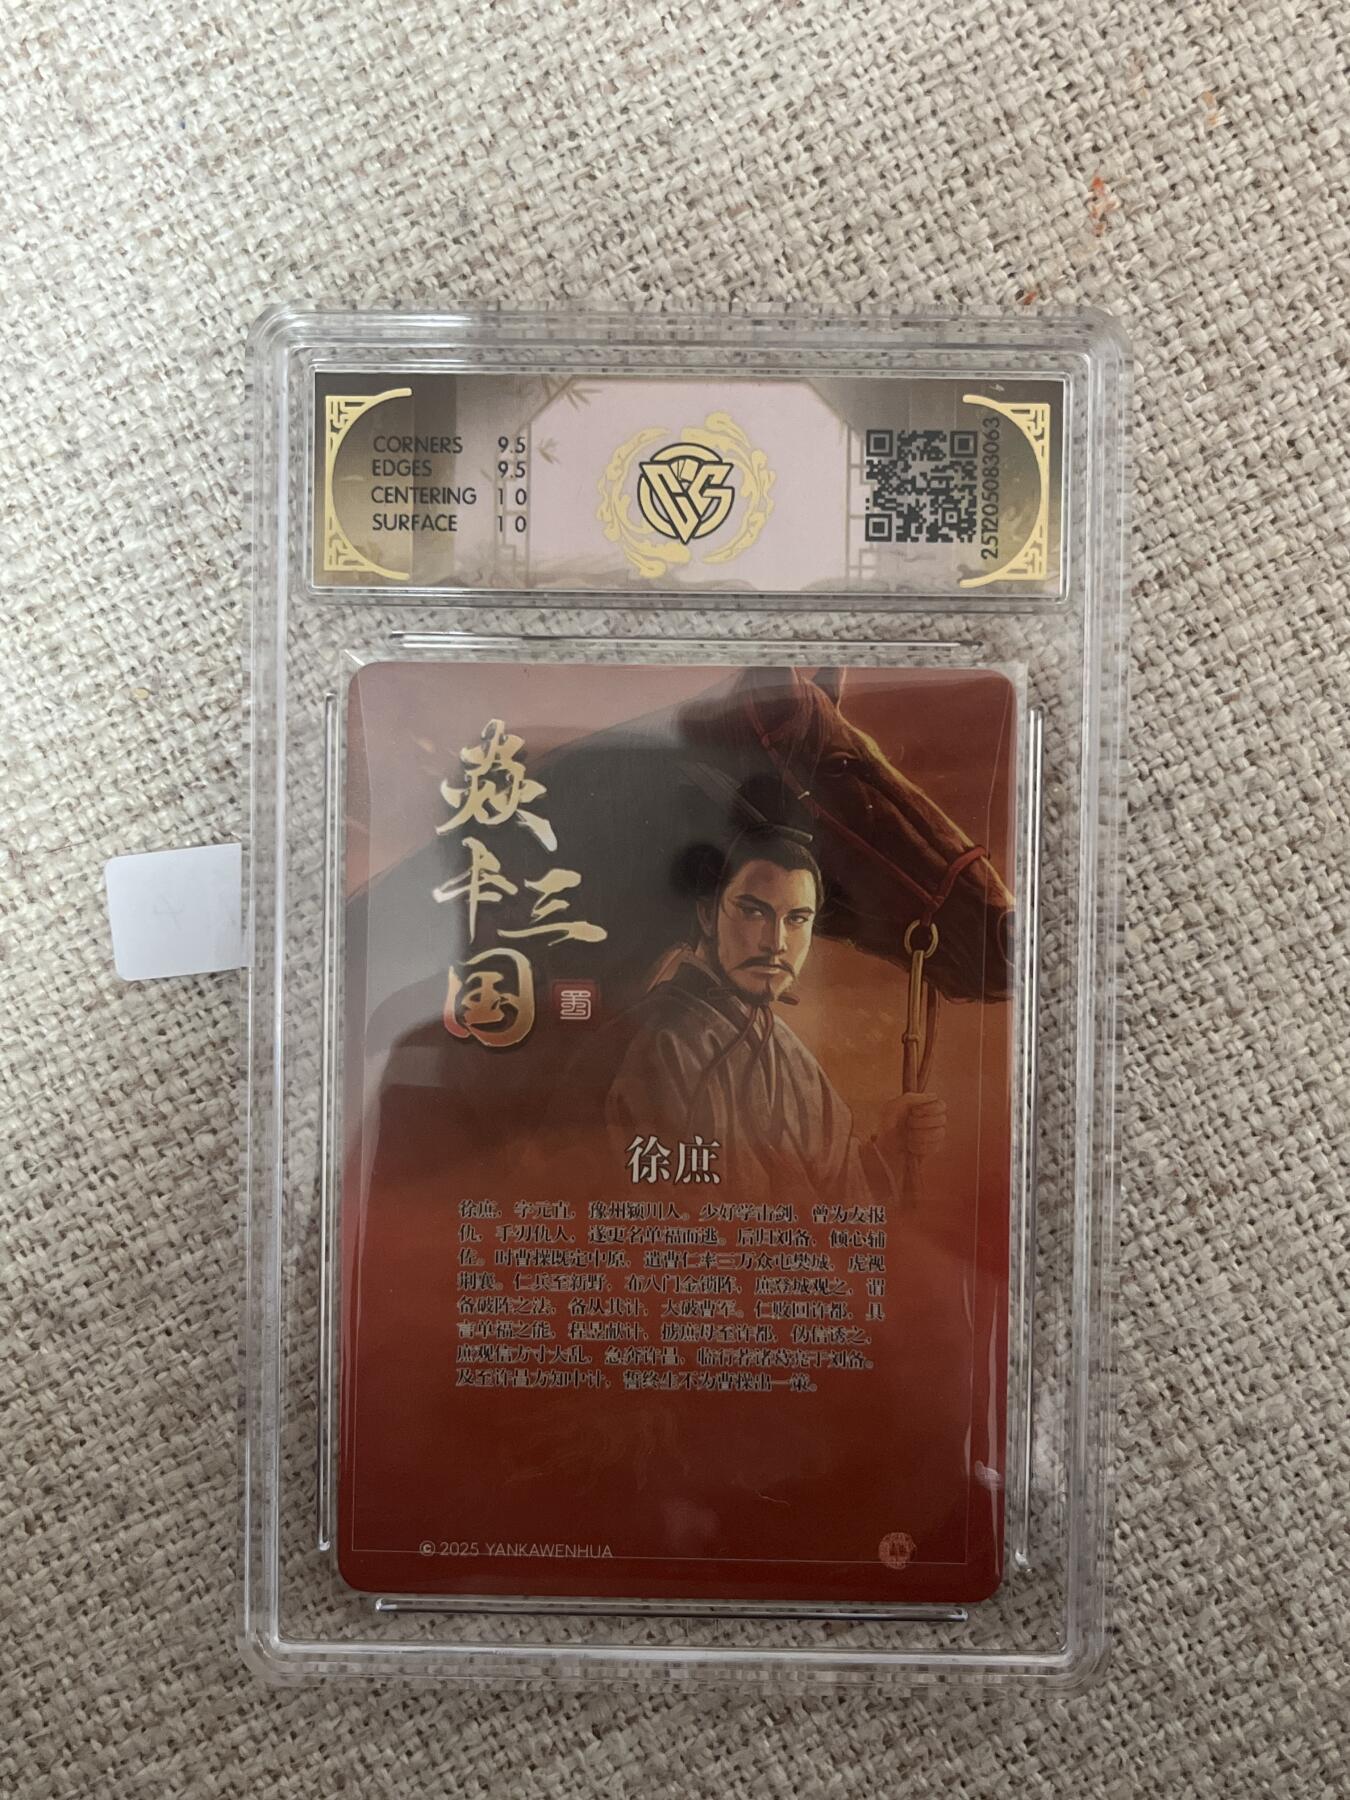 CORNERS 9.5
EDGES 9.5
CENTERING 10
SURFACE 10
2512205083063
焱
卡三
国
蜀
徐庶
徐庶，字元直，豫州颍川人。少好学击剑，曾为友报
仇，手刃仇人，遂更名单福而逃。后归刘备，倾心辅
佐。时曹操既定中原，遣曹仁率三万众屯樊城，虎视
荆襄。仁兵至新野，布八门金锁阵，庶登城观之，谓
备破阵之法，备从其计，大破曹军。仁败回许都，具
言单福之能，程昱献计，掳庶母至许都，伪信诱之，
庶观信方寸大乱，急奔许昌，临行荐诸葛亮于刘备。
及至许昌方知中计，誓终生不为曹操出一策。
© 2025 YANKAWENHUA